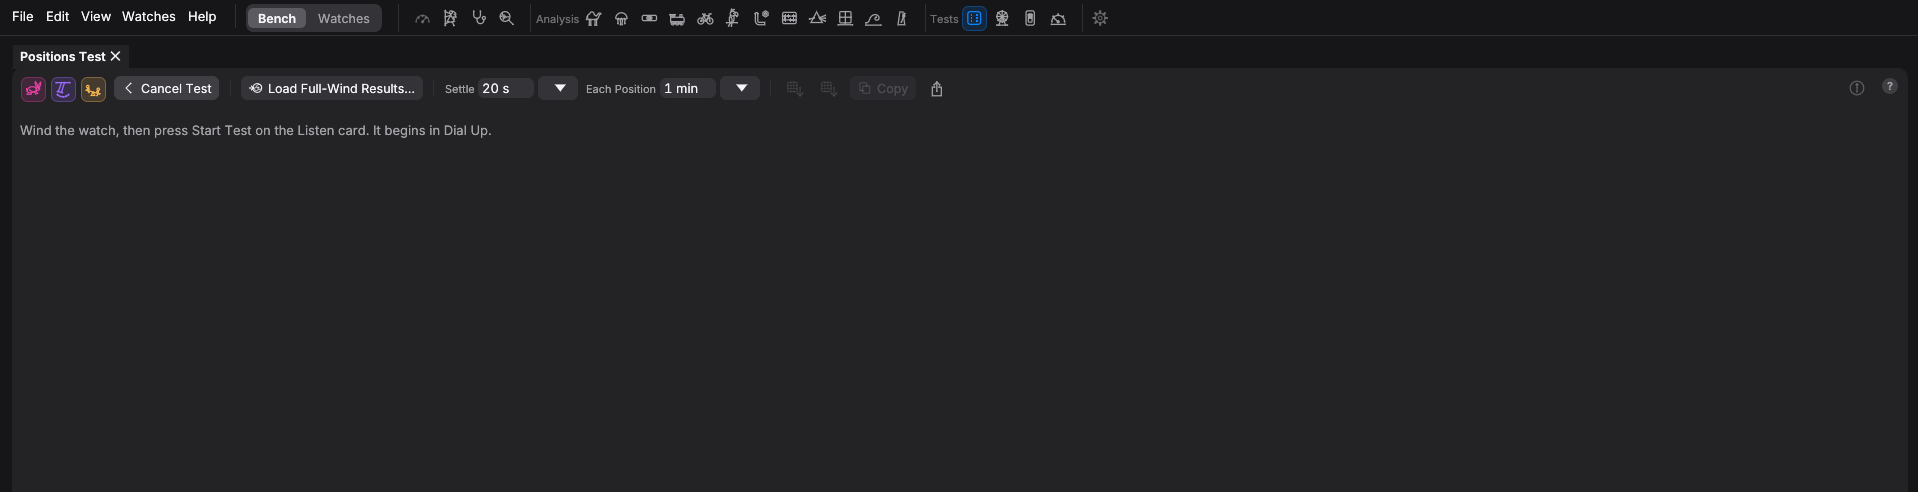 File Edit View Watches Help Bench Watches Analysis Tests
Positions Test
Cancel Test Load Full-Wind Results... Settle 20 s Each Position 1 min Copy
Wind the watch, then press Start Test on the Listen card. It begins in Dial Up.